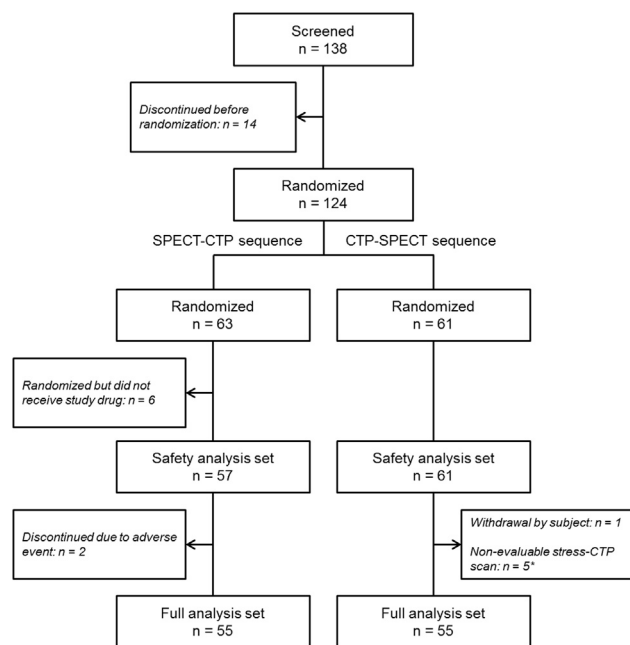 Screened
n = 138
Discontinued before
randomization: n = 14
Randomized
n = 124
SPECT-CTP sequence
CTP-SPECT sequence
Randomized
n = 63
Randomized
n = 61
Randomized but did not
receive study drug: n = 6
Safety analysis set
n = 57
Safety analysis set
n = 61
Discontinued due to adverse
event: n = 2
Withdrawal by subject: n = 1
Non-evaluable stress-CTP
scan: n = 5*
Full analysis set
n = 55
Full analysis set
n = 55